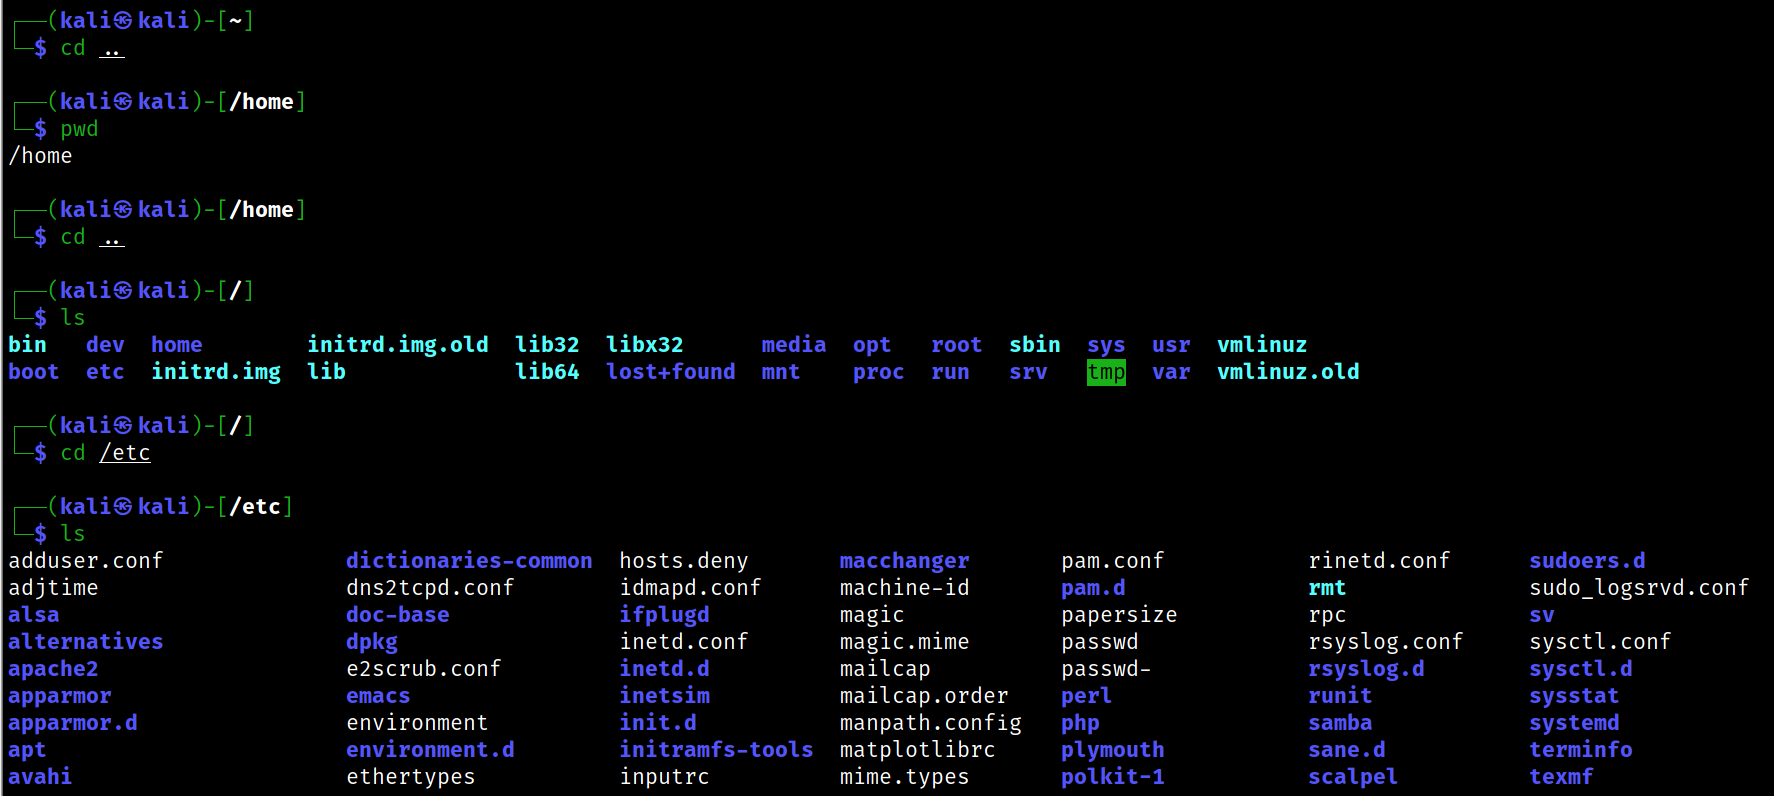 ┌──(kali㉿kali)-[~]
└─$ cd ..
┌──(kali㉿kali)-[/home]
└─$ pwd
/home
┌──(kali㉿kali)-[/home]
└─$ cd ..
┌──(kali㉿kali)-[/]
└─$ ls
bin dev home initrd.img.old lib32 libx32 media opt root sbin sys usr vmlinuz
boot etc initrd.img lib lib64 lost+found mnt proc run srv tmp var vmlinuz.old
┌──(kali㉿kali)-[/]
└─$ cd /etc
┌──(kali㉿kali)-[/etc]
└─$ ls
adduser.conf dictionaries-common hosts.deny macchanger pam.conf rinetd.conf sudoers.d
adjtime dns2tcpd.conf idmapd.conf machine-id pam.d rmt sudo_logsrvd.conf
alsa doc-base ifplugd magic papersize rpc sv
alternatives dpkg inetd.conf magic.mime passwd rsyslog.conf sysctl.conf
apache2 e2scrub.conf inetd.d mailcap passwd- rsyslog.d sysctl.d
apparmor emacs inetsim mailcap.order perl runit sysstat
apparmor.d environment init.d manpath.config php samba systemd
apt environment.d initramfs-tools matplotlibrc plymouth sane.d terminfo
avahi ethertypes inputrc mime.types polkit-1 scalpel texmf